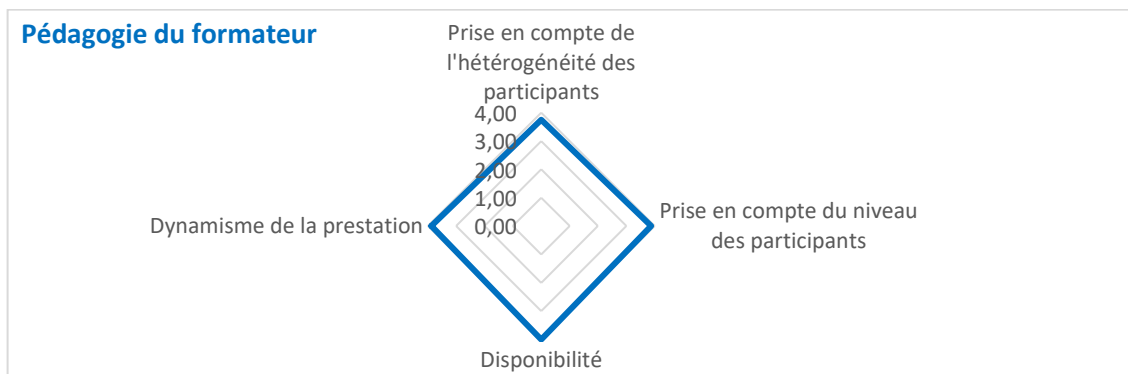 Pédagogie du formateur
Prise en compte de
l'hétérogénéité des
participants
4,00
3,00
2,00
1,00
0,00
Dynamisme de la prestation
Prise en compte du niveau
des participants
Disponibilité